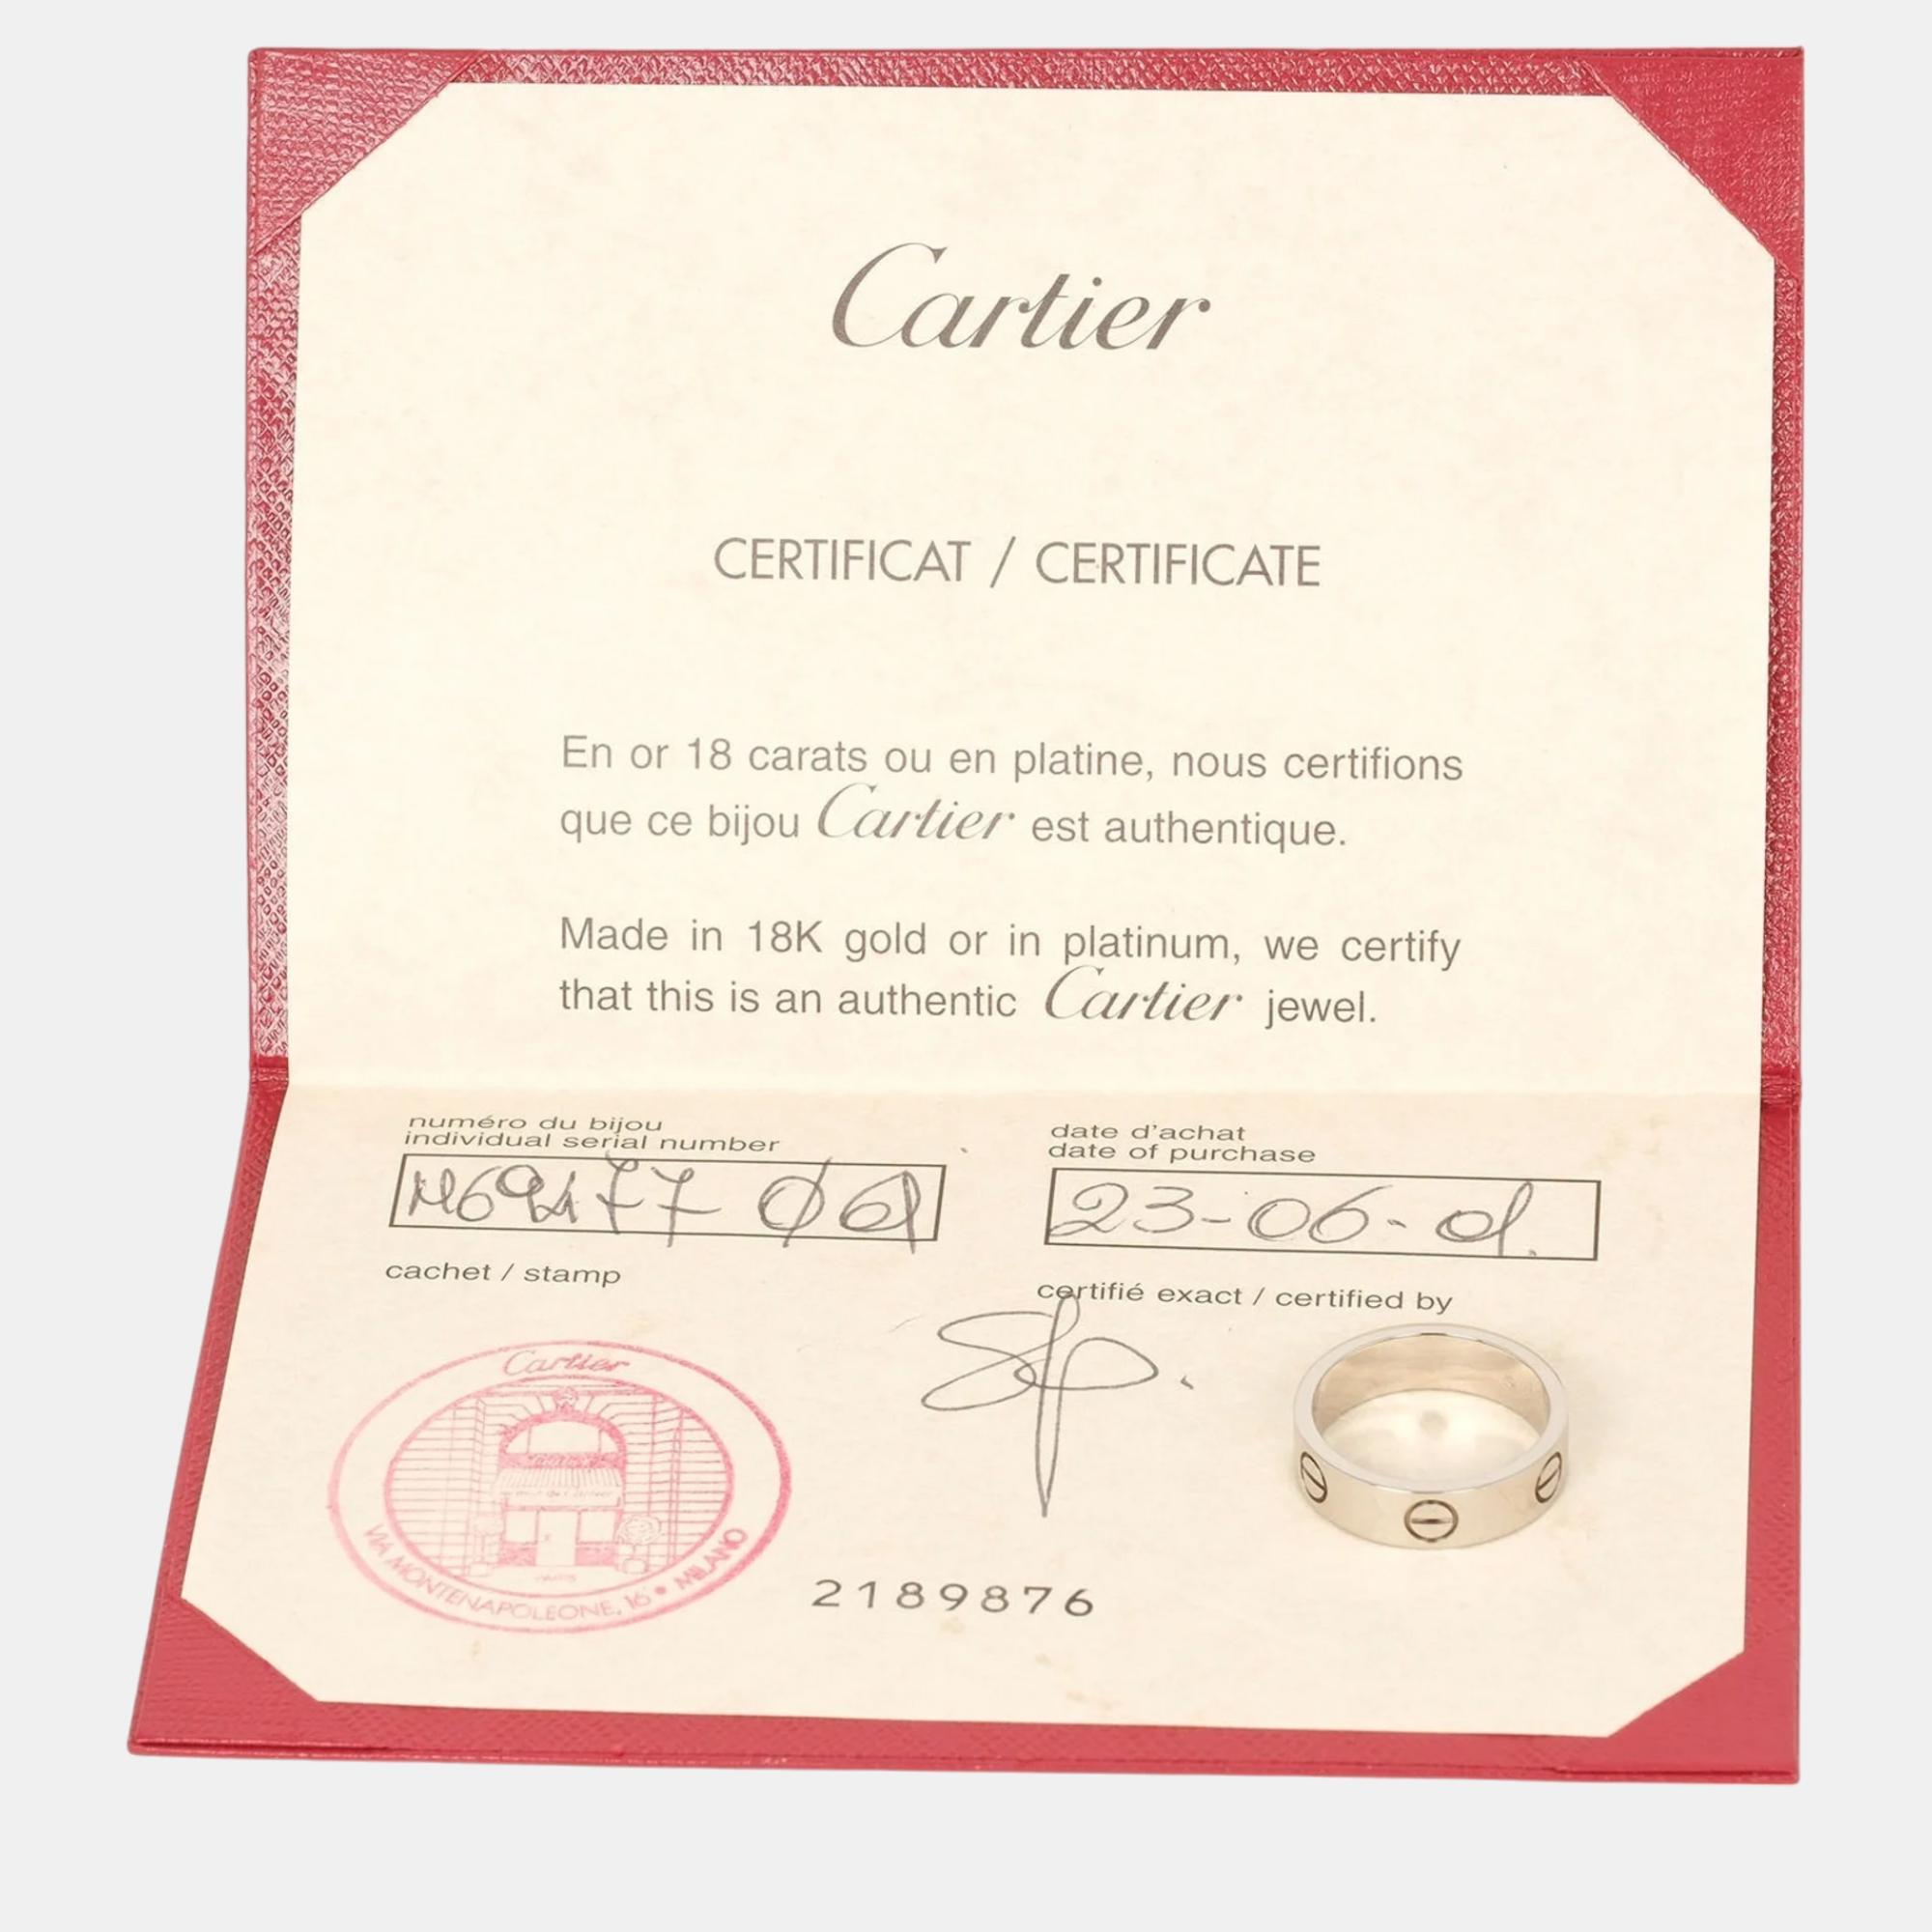 Cartier
CERTIFICAT / CERTIFICATE
En or 18 carats ou en platine, nous certifions
que ce bijou Cartier est authentique.
Made in 18K gold or in platinum, we certify
that this is an authentic Cartier jewel.
numéro du bijou
individual serial number
date d'achat
date of purchase
23-06-01.
cachet / stamp
certifié exact / certified by
Cartier
VIA MONTENAPOLEONE, 16 • MILANO
2189876